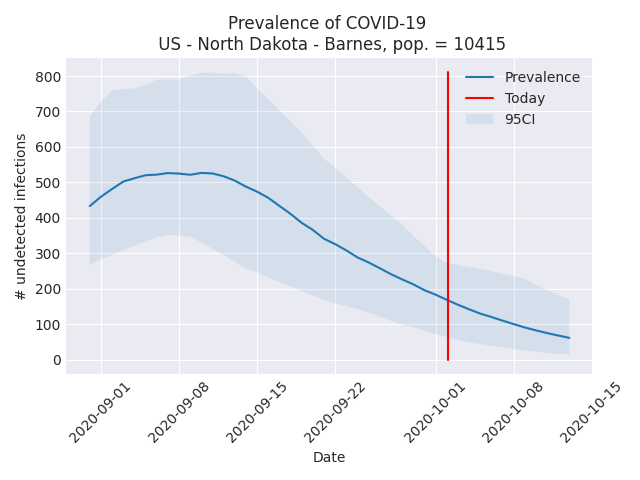 Prevalence of COVID-19
US - North Dakota - Barnes, pop. = 10415
Prevalence
Today
95CI
# undetected infections
800
700
600
500
400
300
200
100
0
2020-09-01
2020-09-08
2020-09-15
2020-09-22
2020-10-01
2020-10-08
2020-10-15
Date